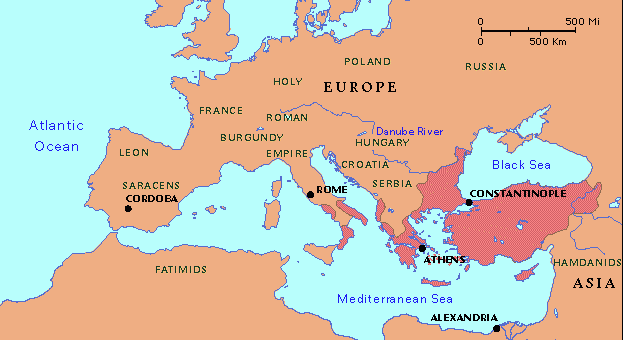 0 500 Mi
0 500 Km
POLAND
RUSSIA
HOLY
EUROPE
FRANCE
ROMAN
Atlantic
Ocean
Danube River
BURGUNDY
HUNGARY
LEON
EMPIRE
CROATIA
Black Sea
SARACENS
SERBIA
ROME
CORDOBA
CONSTANTINOPLE
ATHENS
FATIMIDS
HAMDANIDS
ASIA
Mediterranean Sea
ALEXANDRIA